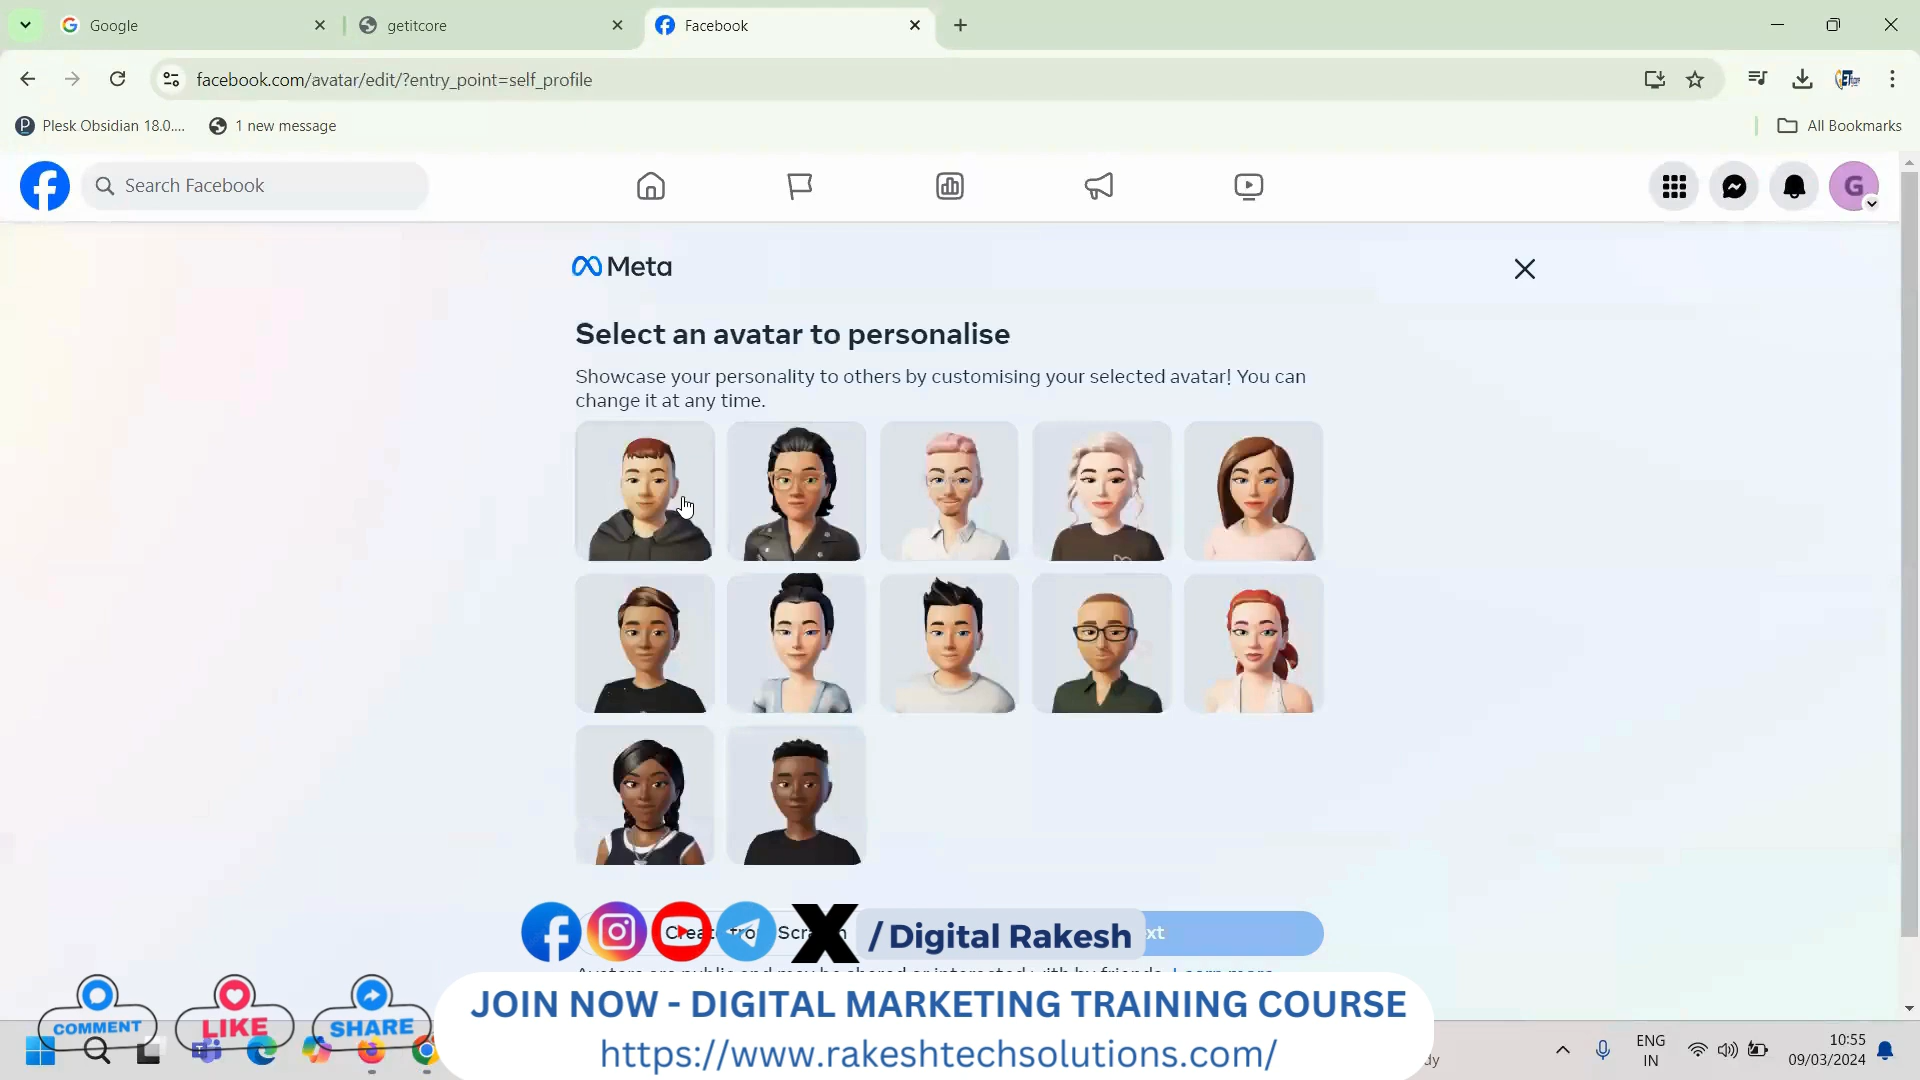 Google
getitcore
Facebook
facebook.com/avatar/edit/?entry_point=self_profile
Plesk Obsidian 18.0....
1 new message
All Bookmarks
Search Facebook
G
Meta
Select an avatar to personalise
Showcase your personality to others by customising your selected avatar! You can
change it at any time.
/Digital Rakesh
COMMENT
LIKE
SHARE
JOIN NOW - DIGITAL MARKETING TRAINING COURSE
https://www.rakeshtechsolutions.com/
ENG
IN
10:55
09/03/2024